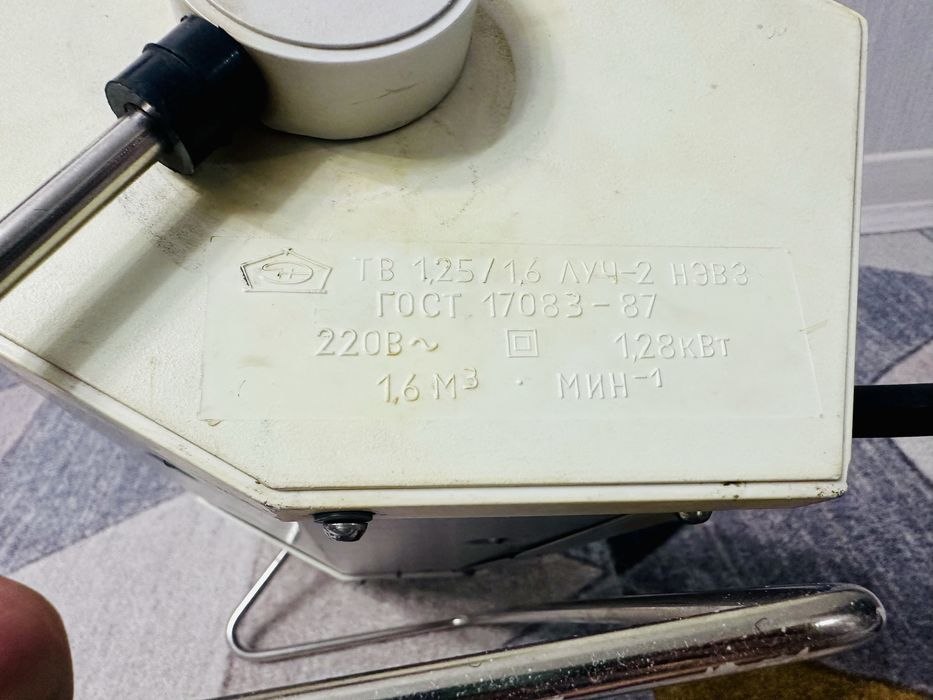 ТВ 1,25/1,6 ЛУЧ-2 НЭВЗ
ГОСТ 17083-87
220В~ 1,28кВт
1,6 М³ · МИН⁻¹